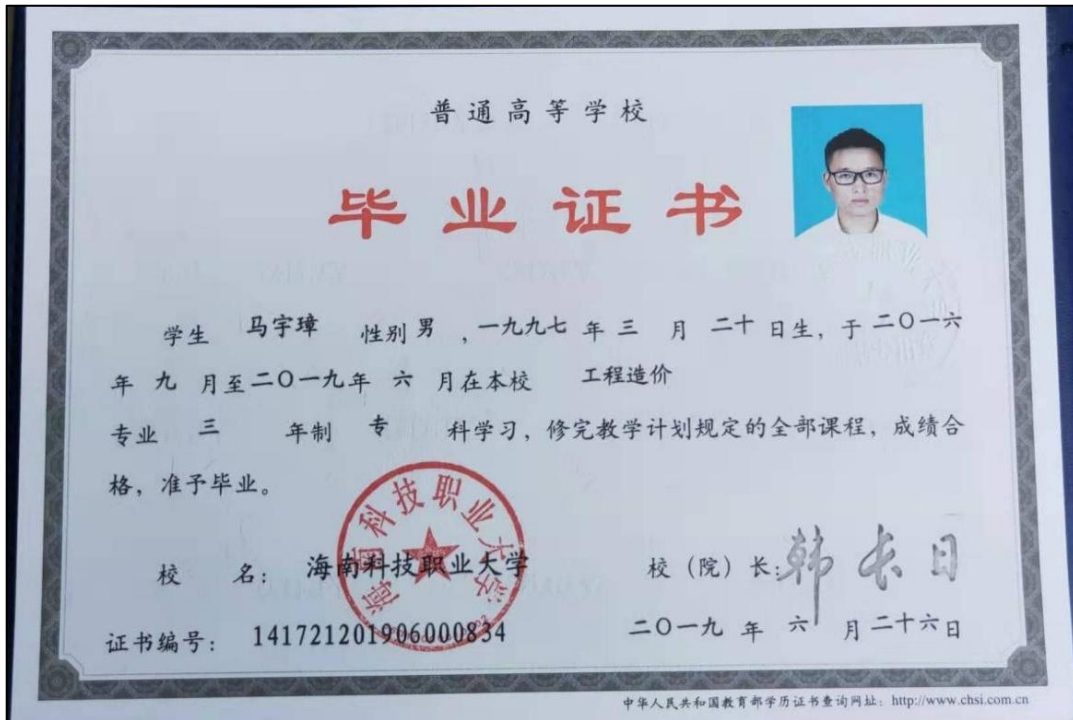 普通高等学校
毕业证书
学生 马宇璋 性别 男 ，一九九七 年 三 月 二十 日生，于 二〇一六
年 九 月至 二〇一九 年 六 月在本校 工程造价
专业 三 年制 专 科学习，修完教学计划规定的全部课程，成绩合
格，准予毕业。
海南科技职业大学
校 名： 海南科技职业大学 校（院）长：韩长日
证书编号： 141721201906000834 二〇一九 年 六 月 二十六日
中华人民共和国教育部学历证书查询网址：http://www.chsi.com.cn